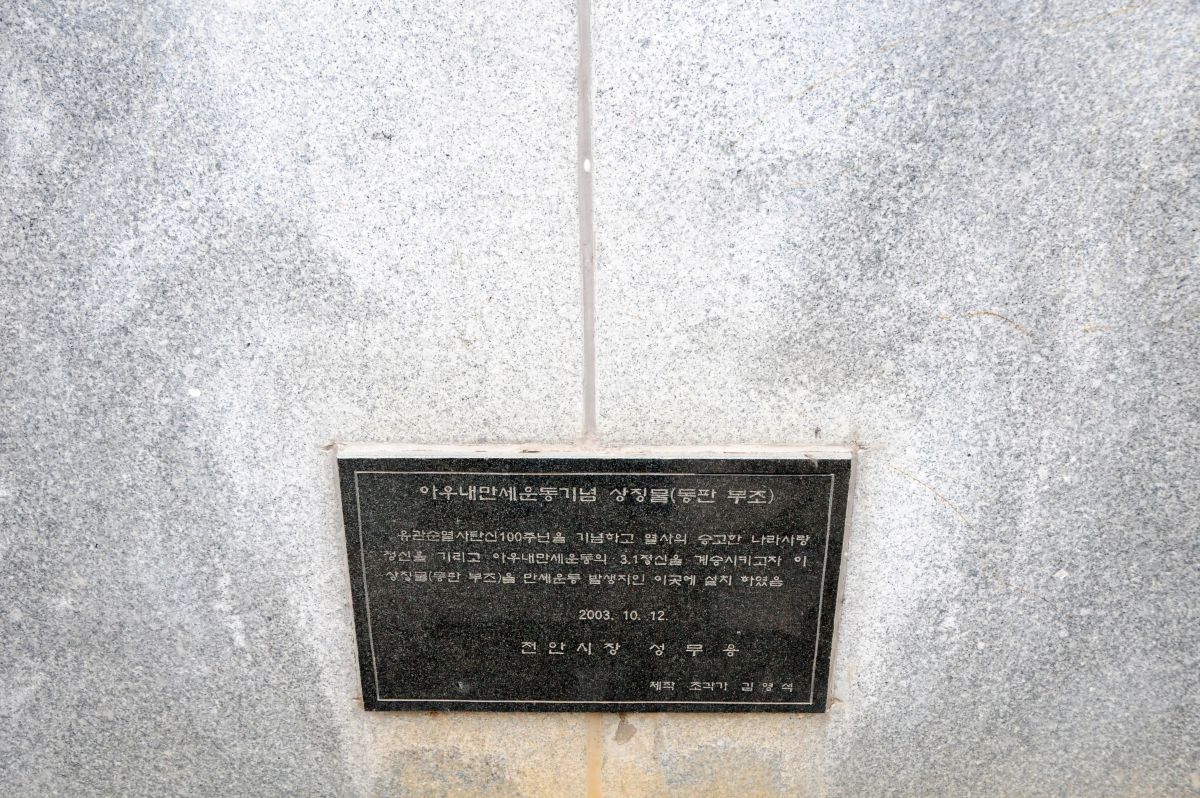 아우내만세운동기념 상징물(동판 부조)
유관순열사탄신100주년을 기념하고 열사의 숭고한 나라사랑
정신을 기리고 아우내만세운동의 3.1정신을 계승시키고자 이
상징물(동판 부조)을 만세운동 발생지인 이곳에 설치 하였음
2003. 10. 12.
천안시장 성무용
제작 조각가 김영석